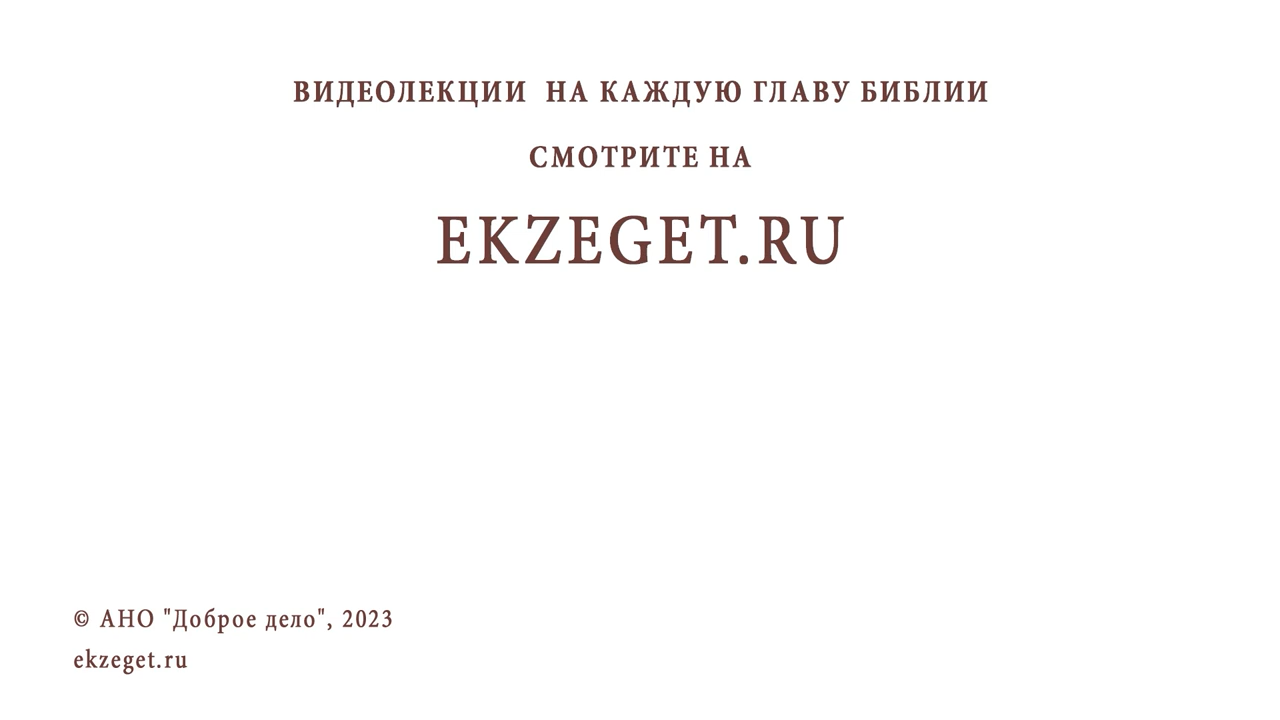 ВИДЕОЛЕКЦИИ НА КАЖДУЮ ГЛАВУ БИБЛИИ
СМОТРИТЕ НА
EKZEGET.RU
© АНО "Доброе дело", 2023
ekzeget.ru